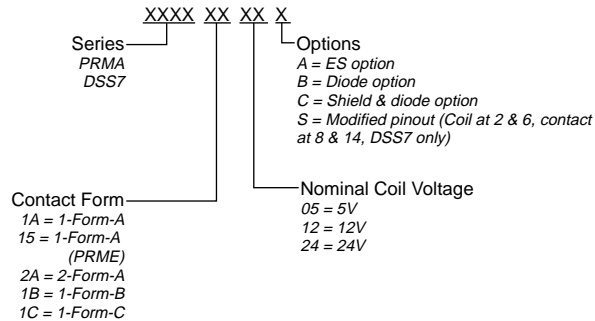 XXXX XX XX X
Series
PRMA
DSS7
Options
A = ES option
B = Diode option
C = Shield & diode option
S = Modified pinout (Coil at 2 & 6, contact
at 8 & 14, DSS7 only)
Contact Form
1A = 1-Form-A
15 = 1-Form-A
(PRME)
2A = 2-Form-A
1B = 1-Form-B
1C = 1-Form-C
Nominal Coil Voltage
05 = 5V
12 = 12V
24 = 24V